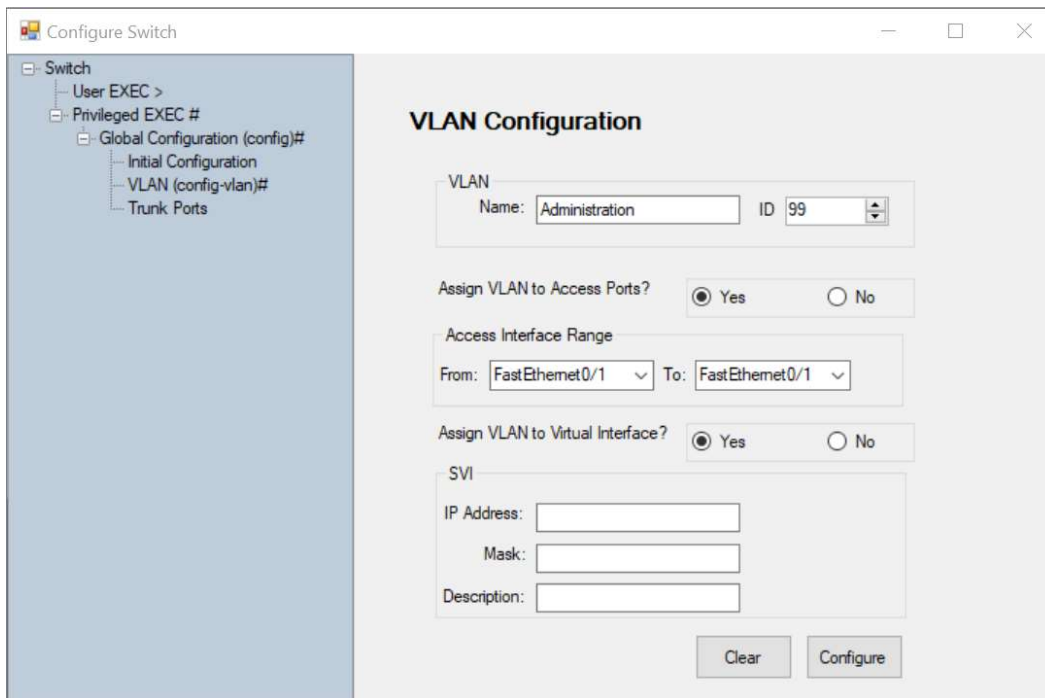 Configure Switch
Switch
User EXEC >
Privileged EXEC #
Global Configuration (config)#
Initial Configuration
VLAN (config-vlan)#
Trunk Ports
VLAN Configuration
VLAN
Name: Administration ID 99
Assign VLAN to Access Ports? Yes No
Access Interface Range
From: FastEthernet0/1 To: FastEthernet0/1
Assign VLAN to Virtual Interface? Yes No
SVI
IP Address:
Mask:
Description:
Clear Configure